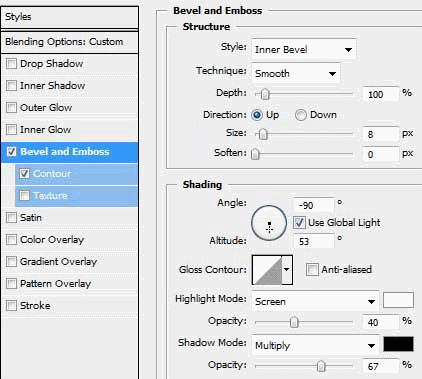 Styles
Blending Options: Custom
Drop Shadow
Inner Shadow
Outer Glow
Inner Glow
Bevel and Emboss
Contour
Texture
Satin
Color Overlay
Gradient Overlay
Pattern Overlay
Stroke
Bevel and Emboss
Structure
Style: Inner Bevel
Technique: Smooth
Depth: 100 %
Direction: Up Down
Size: 8 px
Soften: 0 px
Shading
Angle: -90 °
Use Global Light
Altitude: 53 °
Gloss Contour: Anti-aliased
Highlight Mode: Screen
Opacity: 40 %
Shadow Mode: Multiply
Opacity: 67 %